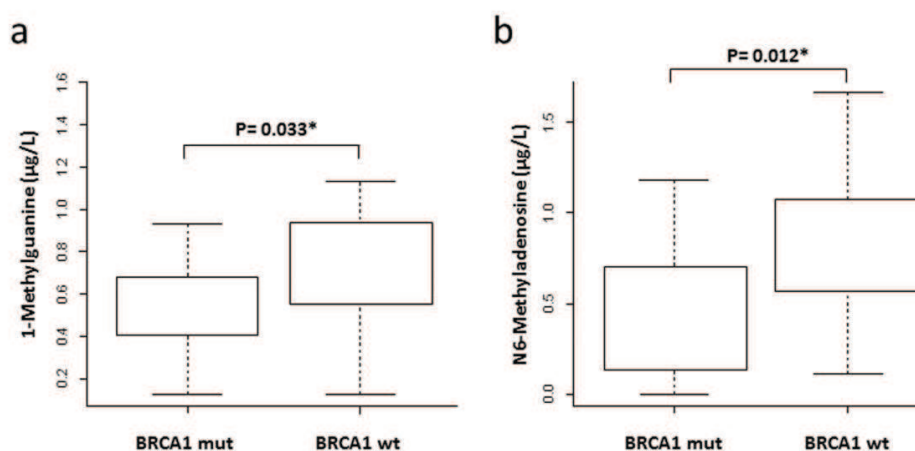 a
P= 0.033*
1-Methylguanine (µg/L)
1.6
1.4
1.2
1.0
0.8
0.6
0.4
0.2
BRCA1 mut BRCA1 wt
b
P= 0.012*
N6-Methyladenosine (µg/L)
1.5
1.0
0.5
0.0
BRCA1 mut BRCA1 wt